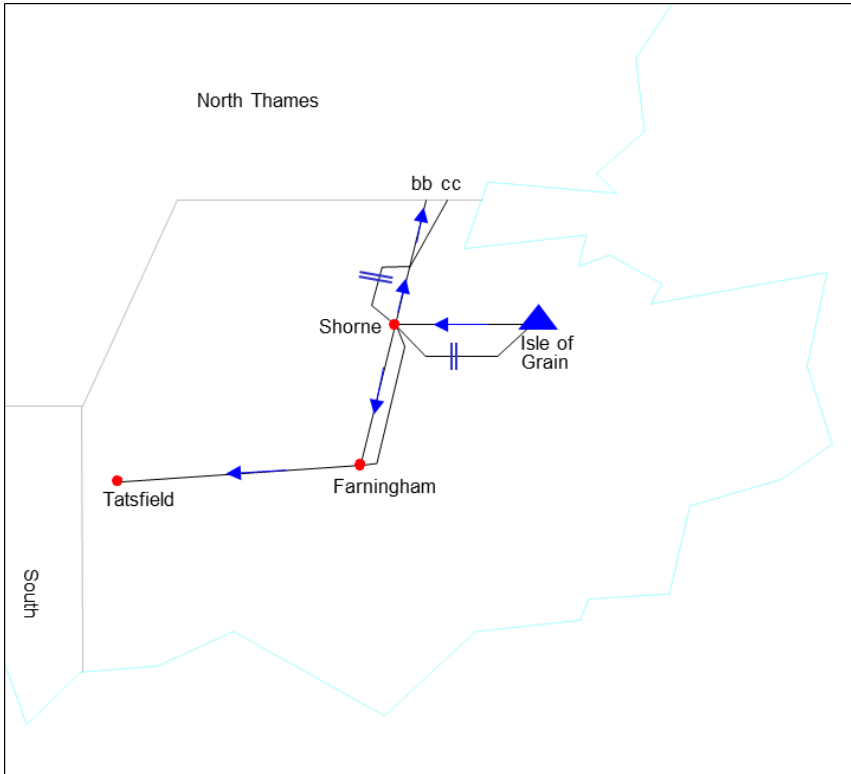 North Thames
bb cc
Shorne
Isle of
Grain
Tatsfield
Farningham
South